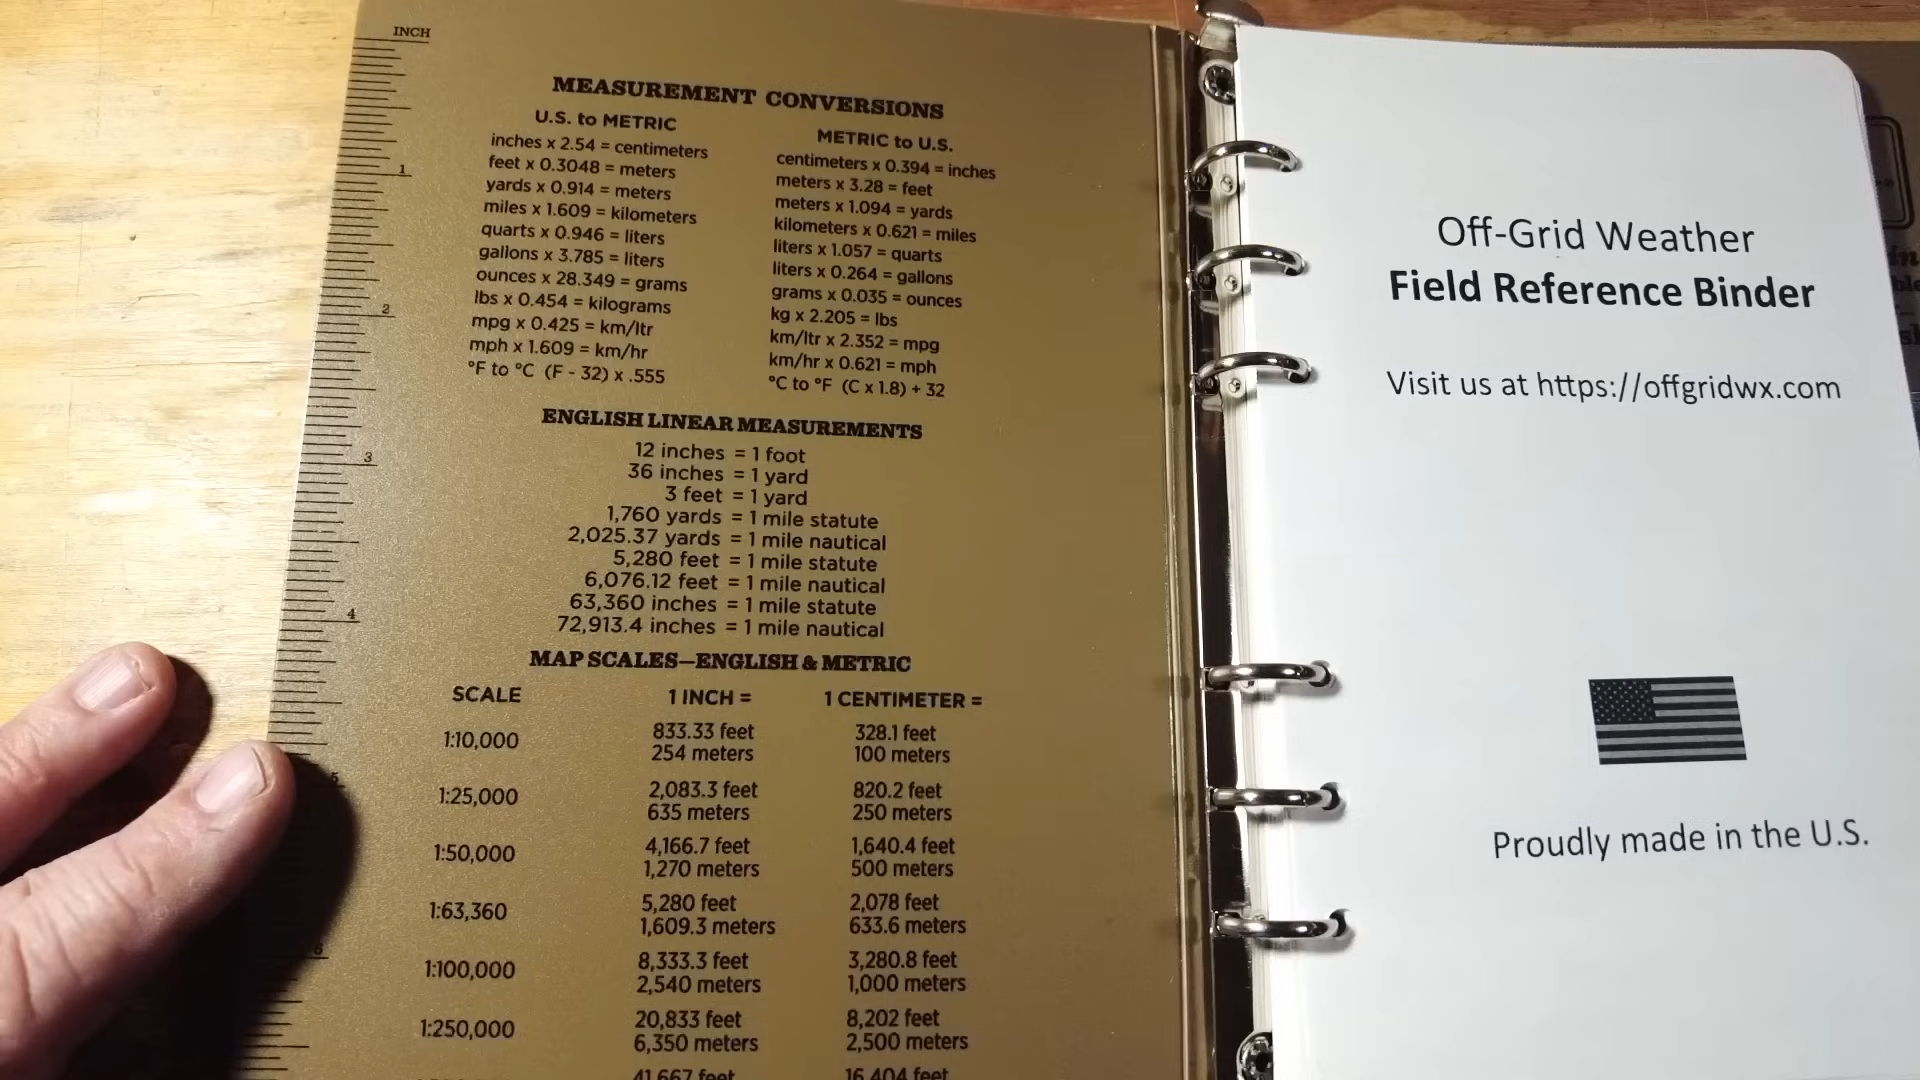 INCH
1
2
3
4
5
6
MEASUREMENT CONVERSIONS
U.S. to METRIC
inches x 2.54 = centimeters
feet x 0.3048 = meters
yards x 0.914 = meters
miles x 1.609 = kilometers
quarts x 0.946 = liters
gallons x 3.785 = liters
ounces x 28.349 = grams
lbs x 0.454 = kilograms
mpg x 0.425 = km/ltr
mph x 1.609 = km/hr
°F to °C (F - 32) x .555
METRIC to U.S.
centimeters x 0.394 = inches
meters x 3.28 = feet
meters x 1.094 = yards
kilometers x 0.621 = miles
liters x 1.057 = quarts
liters x 0.264 = gallons
grams x 0.035 = ounces
kg x 2.205 = lbs
km/ltr x 2.352 = mpg
km/hr x 0.621 = mph
°C to °F (C x 1.8) + 32
ENGLISH LINEAR MEASUREMENTS
12 inches = 1 foot
36 inches = 1 yard
3 feet = 1 yard
1,760 yards = 1 mile statute
2,025.37 yards = 1 mile nautical
5,280 feet = 1 mile statute
6,076.12 feet = 1 mile nautical
63,360 inches = 1 mile statute
72,913.4 inches = 1 mile nautical
MAP SCALES—ENGLISH & METRIC
SCALE 1 INCH = 1 CENTIMETER =
1:10,000 833.33 feet 328.1 feet
254 meters 100 meters
1:25,000 2,083.3 feet 820.2 feet
635 meters 250 meters
1:50,000 4,166.7 feet 1,640.4 feet
1,270 meters 500 meters
1:63,360 5,280 feet 2,078 feet
1,609.3 meters 633.6 meters
1:100,000 8,333.3 feet 3,280.8 feet
2,540 meters 1,000 meters
1:250,000 20,833 feet 8,202 feet
6,350 meters 2,500 meters
41,667 feet 16,404 feet
Off-Grid Weather
Field Reference Binder
Visit us at https://offgridwx.com
Proudly made in the U.S.